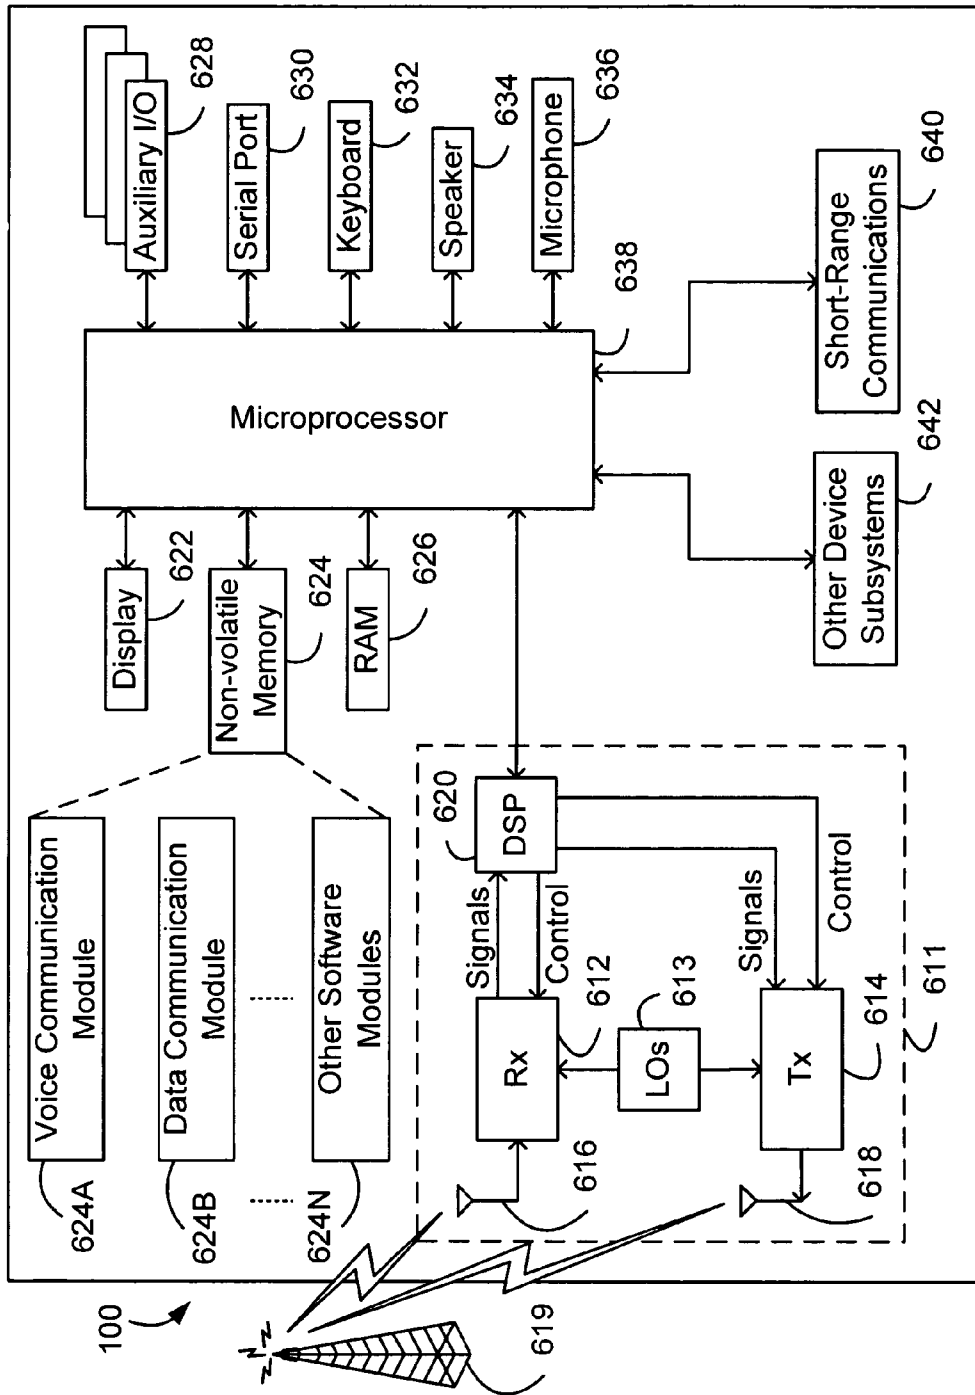 100
619
624A
Voice Communication
Module
624B
Data Communication
Module
624N
Other Software
Modules
Display
622
Non-volatile
Memory
624
RAM
626
Microprocessor
638
Auxiliary I/O
628
Serial Port
630
Keyboard
632
Speaker
634
Microphone
636
616
Rx
612
Signals
Control
DSP
620
LOs
613
618
Tx
614
Signals
Control
611
Other Device
Subsystems
642
Short-Range
Communications
640